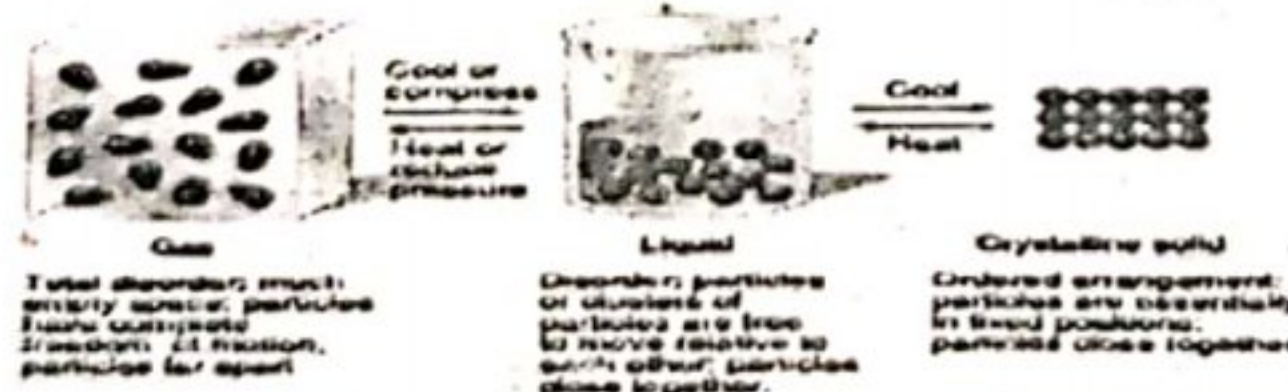 Cool or
compress
Heat or
reduce
pressure
Cool
Heat
Gas
Total disorder; much
empty space; particles
have complete
freedom of motion,
particles far apart
Liquid
Disorder; particles
or clusters of
particles are free
to move relative to
each other; particles
close together.
Crystalline solid
Ordered arrangement;
particles are essentially
in fixed positions;
particles close together